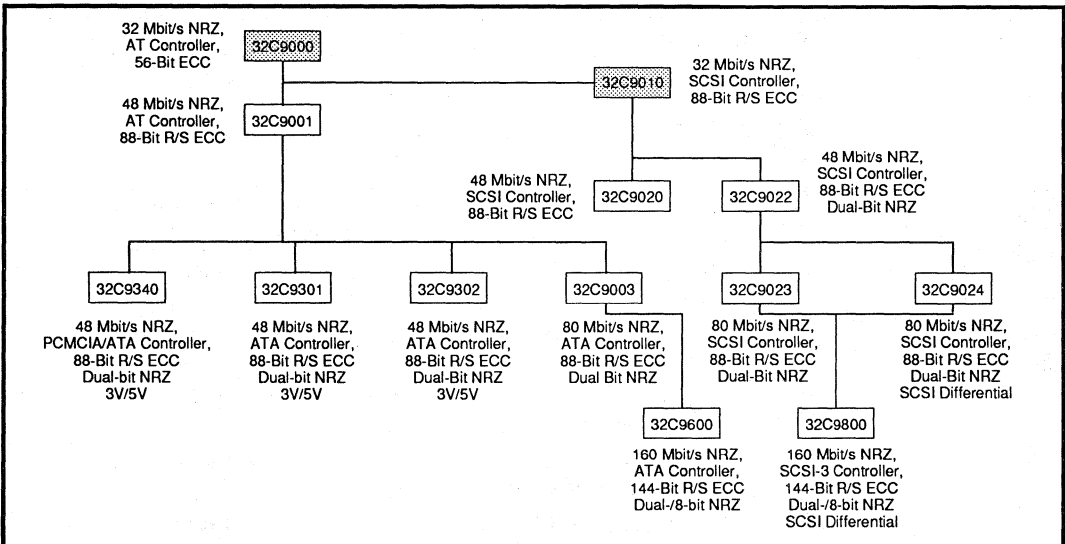 32 Mbit/s NRZ,
AT Controller,
56-Bit ECC
32C9000
32C9010
32 Mbit/s NRZ,
SCSI Controller,
88-Bit R/S ECC
48 Mbit/s NRZ,
AT Controller,
88-Bit R/S ECC
32C9001
48 Mbit/s NRZ,
SCSI Controller,
88-Bit R/S ECC
32C9020
32C9022
48 Mbit/s NRZ,
SCSI Controller,
88-Bit R/S ECC
Dual-Bit NRZ
32C9340
48 Mbit/s NRZ,
PCMCIA/ATA Controller,
88-Bit R/S ECC
Dual-bit NRZ
3V/5V
32C9301
48 Mbit/s NRZ,
ATA Controller,
88-Bit R/S ECC
Dual-bit NRZ
3V/5V
32C9302
48 Mbit/s NRZ,
ATA Controller,
88-Bit R/S ECC
Dual-Bit NRZ
3V/5V
32C9003
80 Mbit/s NRZ,
ATA Controller,
88-Bit R/S ECC
Dual Bit NRZ
32C9023
80 Mbit/s NRZ,
SCSI Controller,
88-Bit R/S ECC
Dual-Bit NRZ
32C9024
80 Mbit/s NRZ,
SCSI Controller,
88-Bit R/S ECC
Dual-Bit NRZ
SCSI Differential
32C9600
160 Mbit/s NRZ,
ATA Controller,
144-Bit R/S ECC
Dual-/8-bit NRZ
32C9800
160 Mbit/s NRZ,
SCSI-3 Controller,
144-Bit R/S ECC
Dual-/8-bit NRZ
SCSI Differential